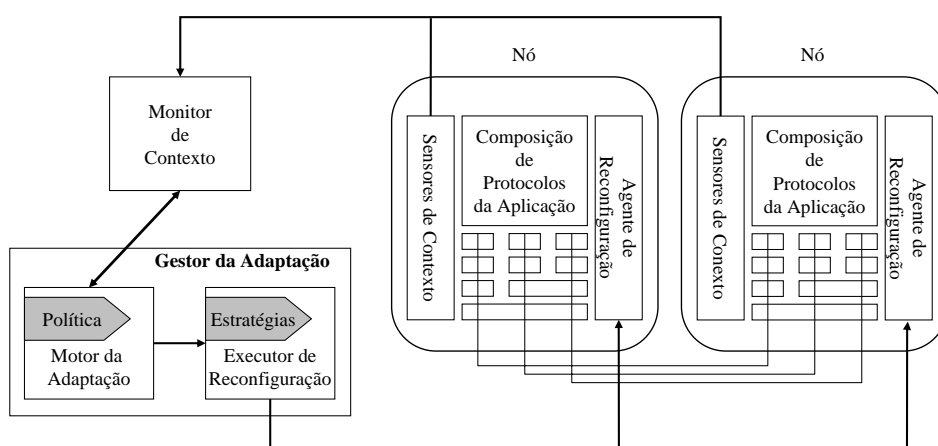 Nó
Nó
Monitor
de
Contexto
Gestor da Adaptação
Política
Motor da
Adaptação
Estratégias
Executor de
Reconfiguração
Sensores de Contexto
Composição
de
Protocolos
da Aplicação
Agente de
Reconfiguração
Sensores de Conexto
Composição
de
Protocolos
da Aplicação
Agente de
Reconfiguração